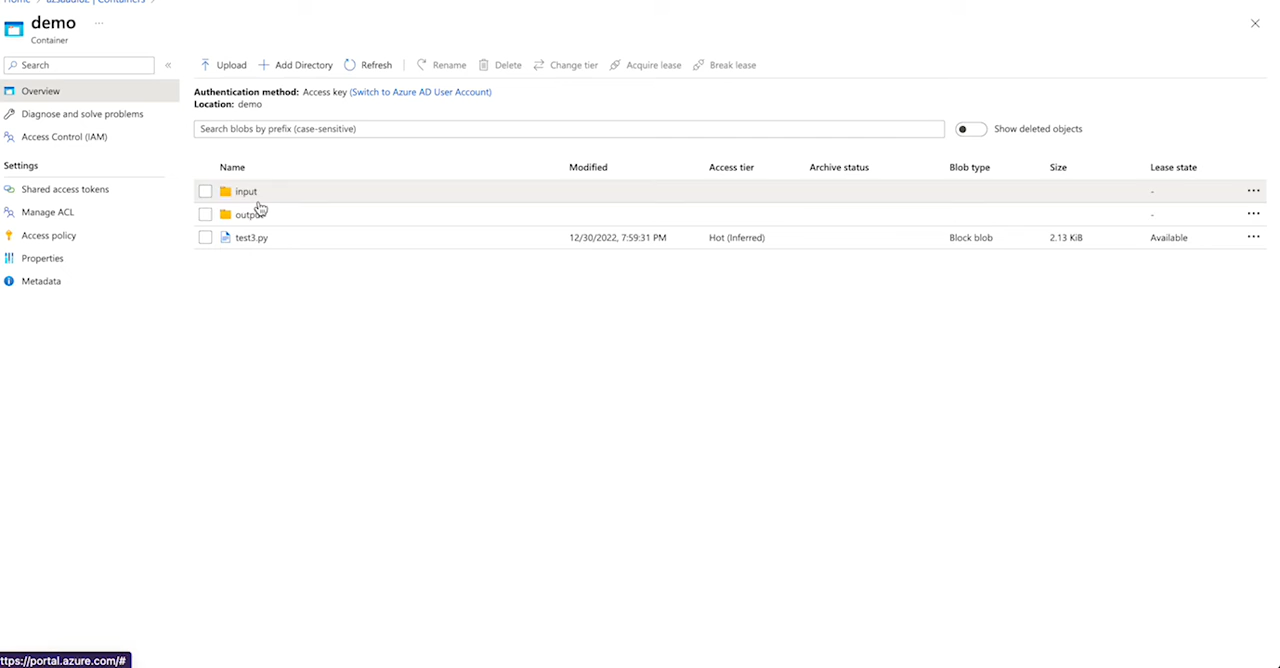 Home > azsaudioz | Containers >
demo ...
Container
Search «
Upload Add Directory Refresh Rename Delete Change tier Acquire lease Break lease
Overview
Diagnose and solve problems
Access Control (IAM)
Settings
Shared access tokens
Manage ACL
Access policy
Properties
Metadata
Authentication method: Access key (Switch to Azure AD User Account)
Location: demo
Search blobs by prefix (case-sensitive)
Show deleted objects
Name Modified Access tier Archive status Blob type Size Lease state
input - ...
- ...
test3.py 12/30/2022, 7:59:31 PM Hot (Inferred) Block blob 2.13 KiB Available ...
ttps://portal.azure.com/#